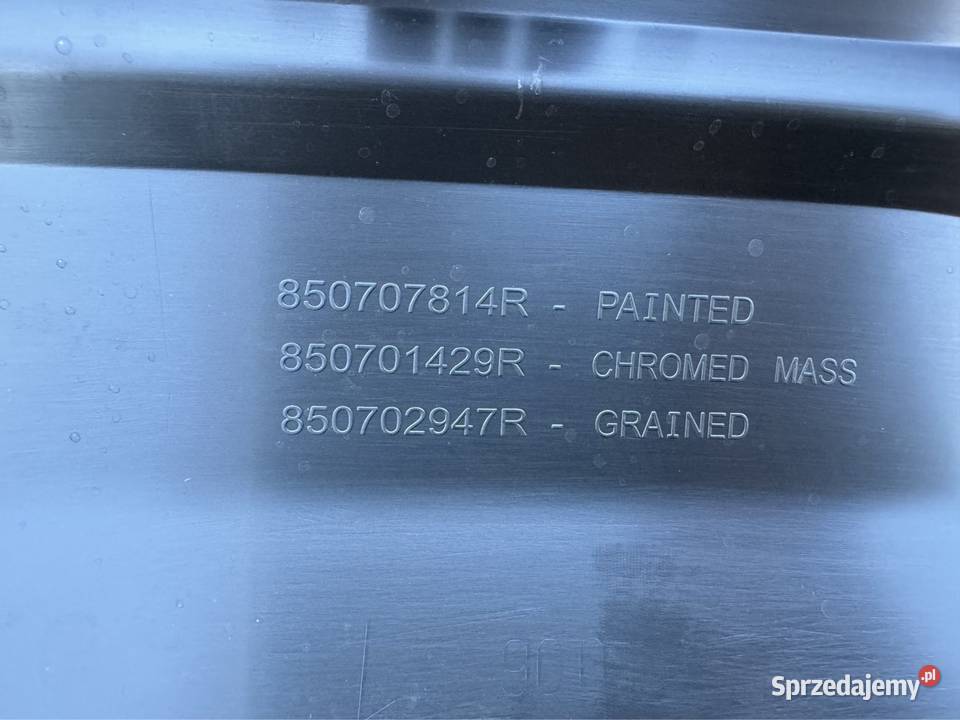 850707814R - PAINTED
850701429R - CHROMED MASS
850702947R - GRAINED
Sprzedajemy.pl